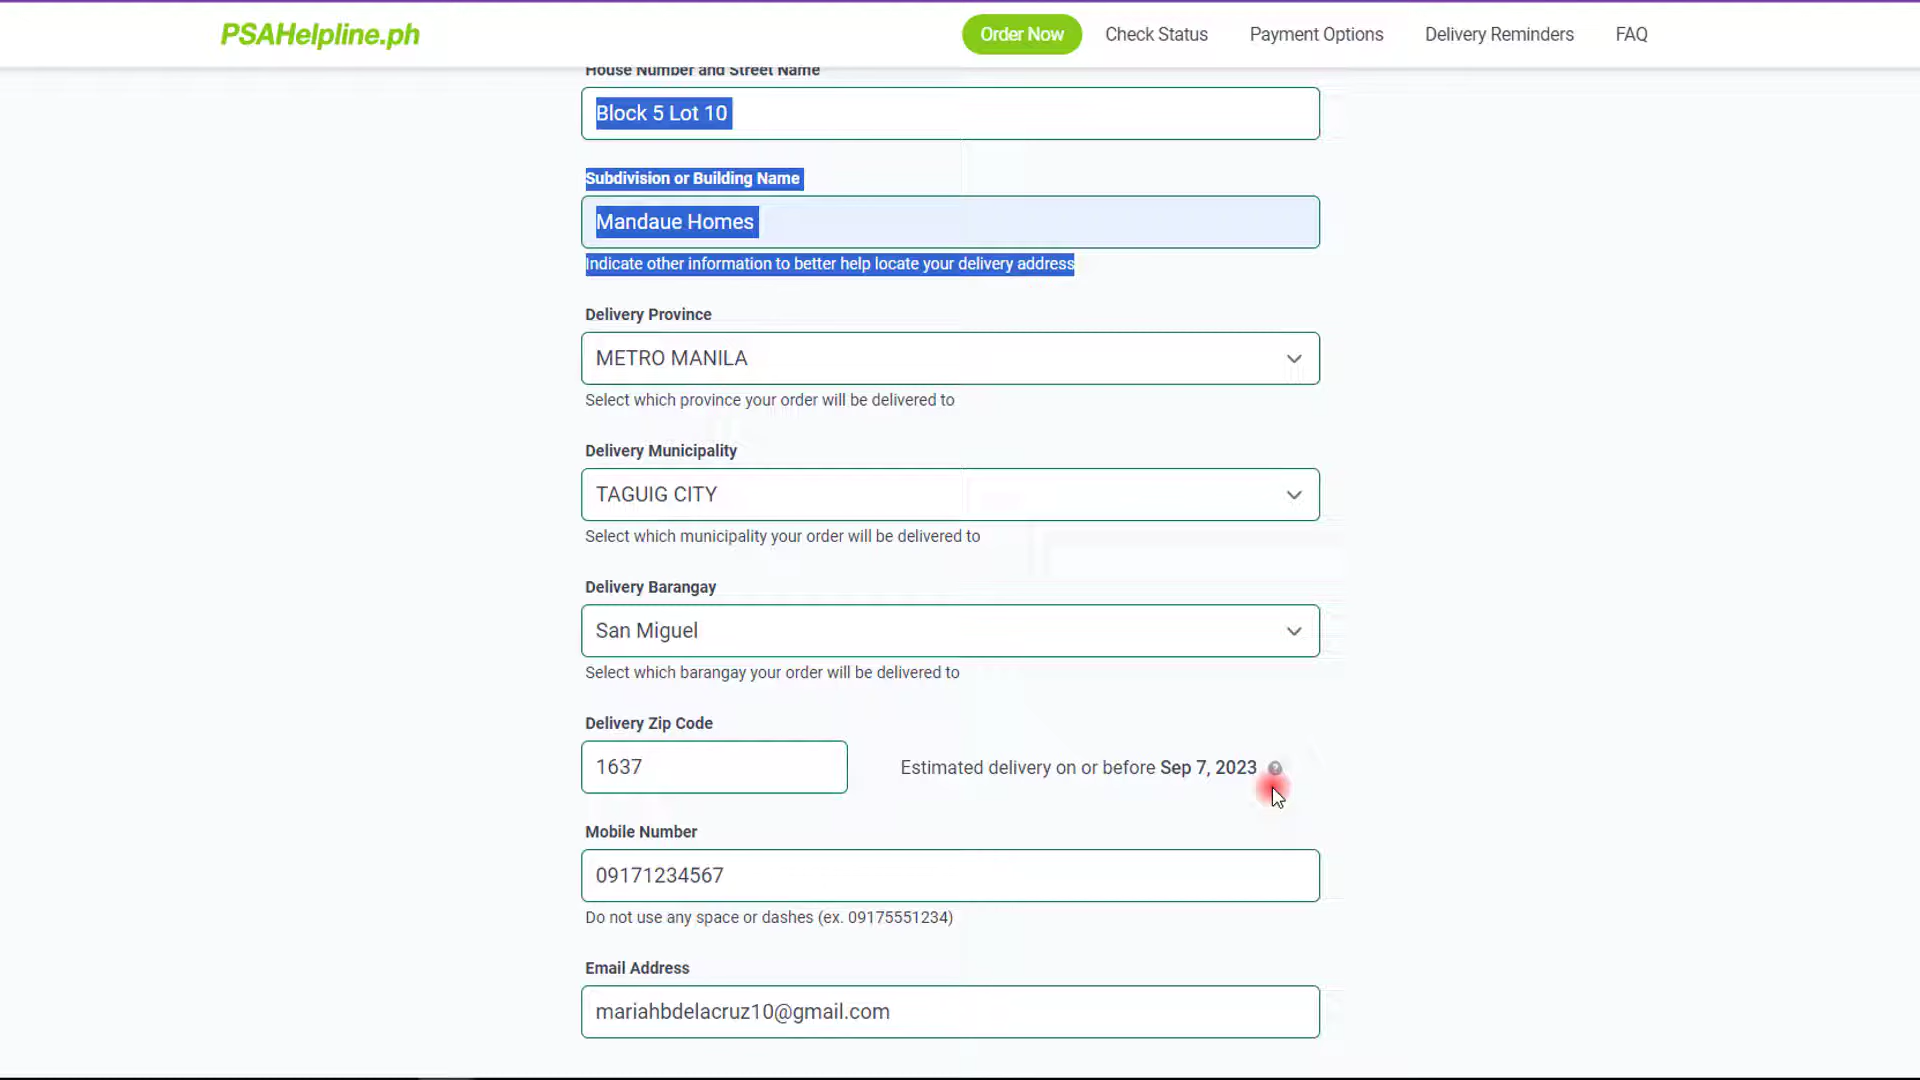 PSAHelpline.ph
Order Now
Check Status
Payment Options
Delivery Reminders
FAQ
House Number and Street Name
Block 5 Lot 10
Subdivision or Building Name
Mandaue Homes
Indicate other information to better help locate your delivery address
Delivery Province
METRO MANILA
Select which province your order will be delivered to
Delivery Municipality
TAGUIG CITY
Select which municipality your order will be delivered to
Delivery Barangay
San Miguel
Select which barangay your order will be delivered to
Delivery Zip Code
1637
Estimated delivery on or before Sep 7, 2023 ?
Mobile Number
09171234567
Do not use any space or dashes (ex. 09175551234)
Email Address
mariahbdelacruz10@gmail.com